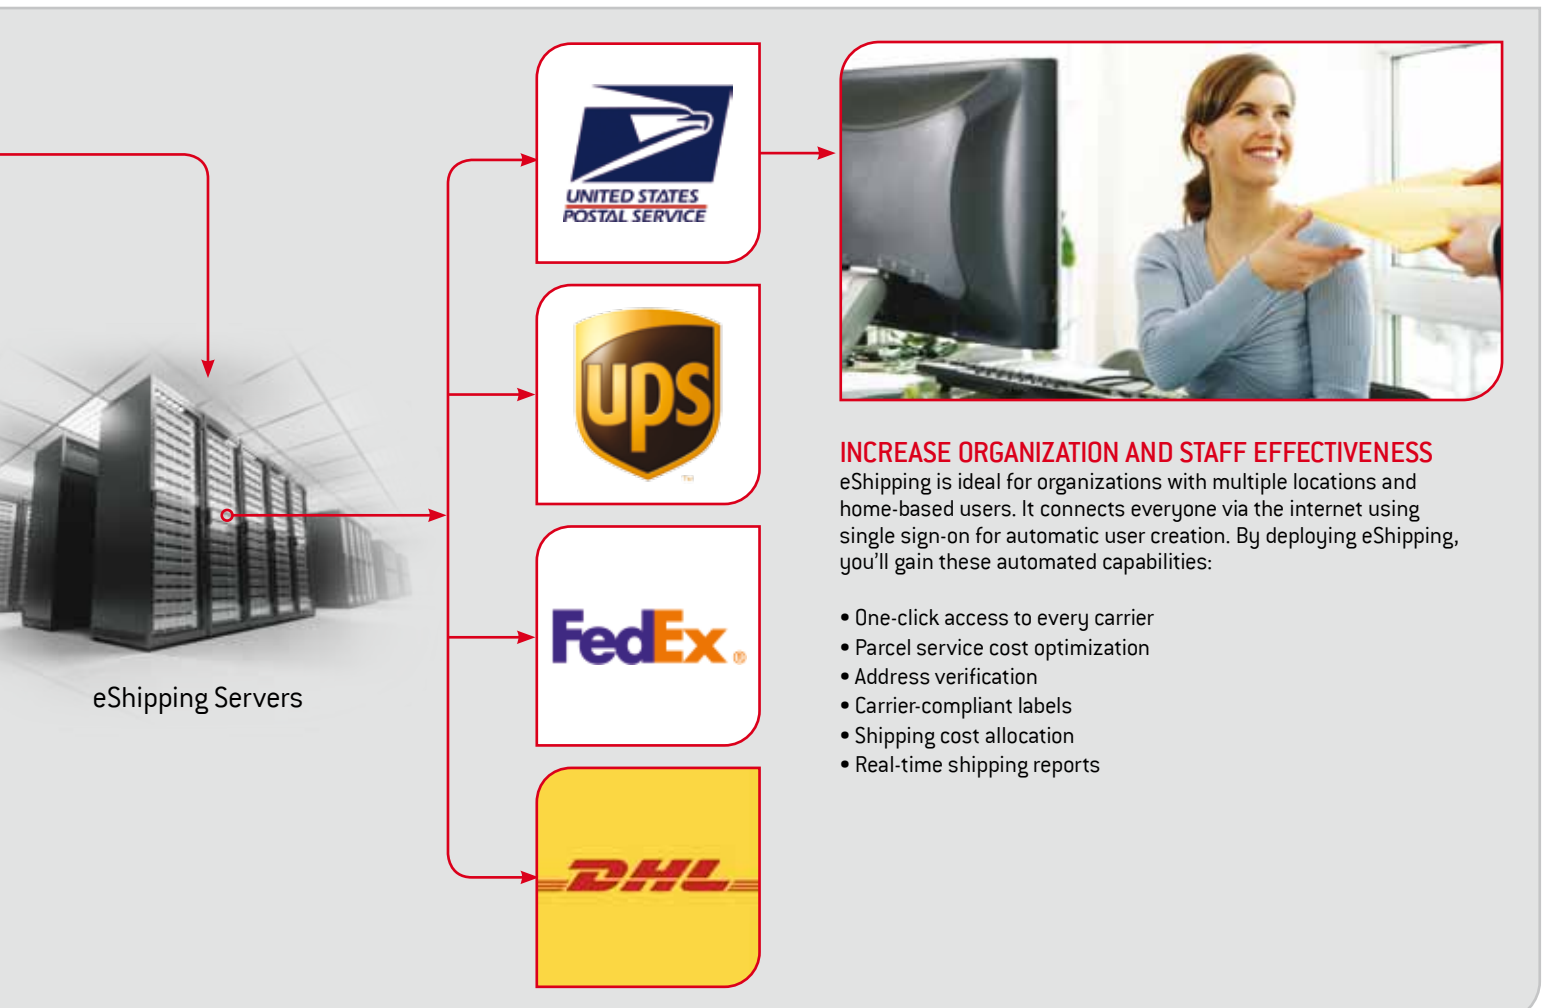 UNITED STATES
POSTAL SERVICE
ups
TM
FedEx®
DHL
eShipping Servers
INCREASE ORGANIZATION AND STAFF EFFECTIVENESS
eShipping is ideal for organizations with multiple locations and
home-based users. It connects everyone via the internet using
single sign-on for automatic user creation. By deploying eShipping,
you'll gain these automated capabilities:
• One-click access to every carrier
• Parcel service cost optimization
• Address verification
• Carrier-compliant labels
• Shipping cost allocation
• Real-time shipping reports